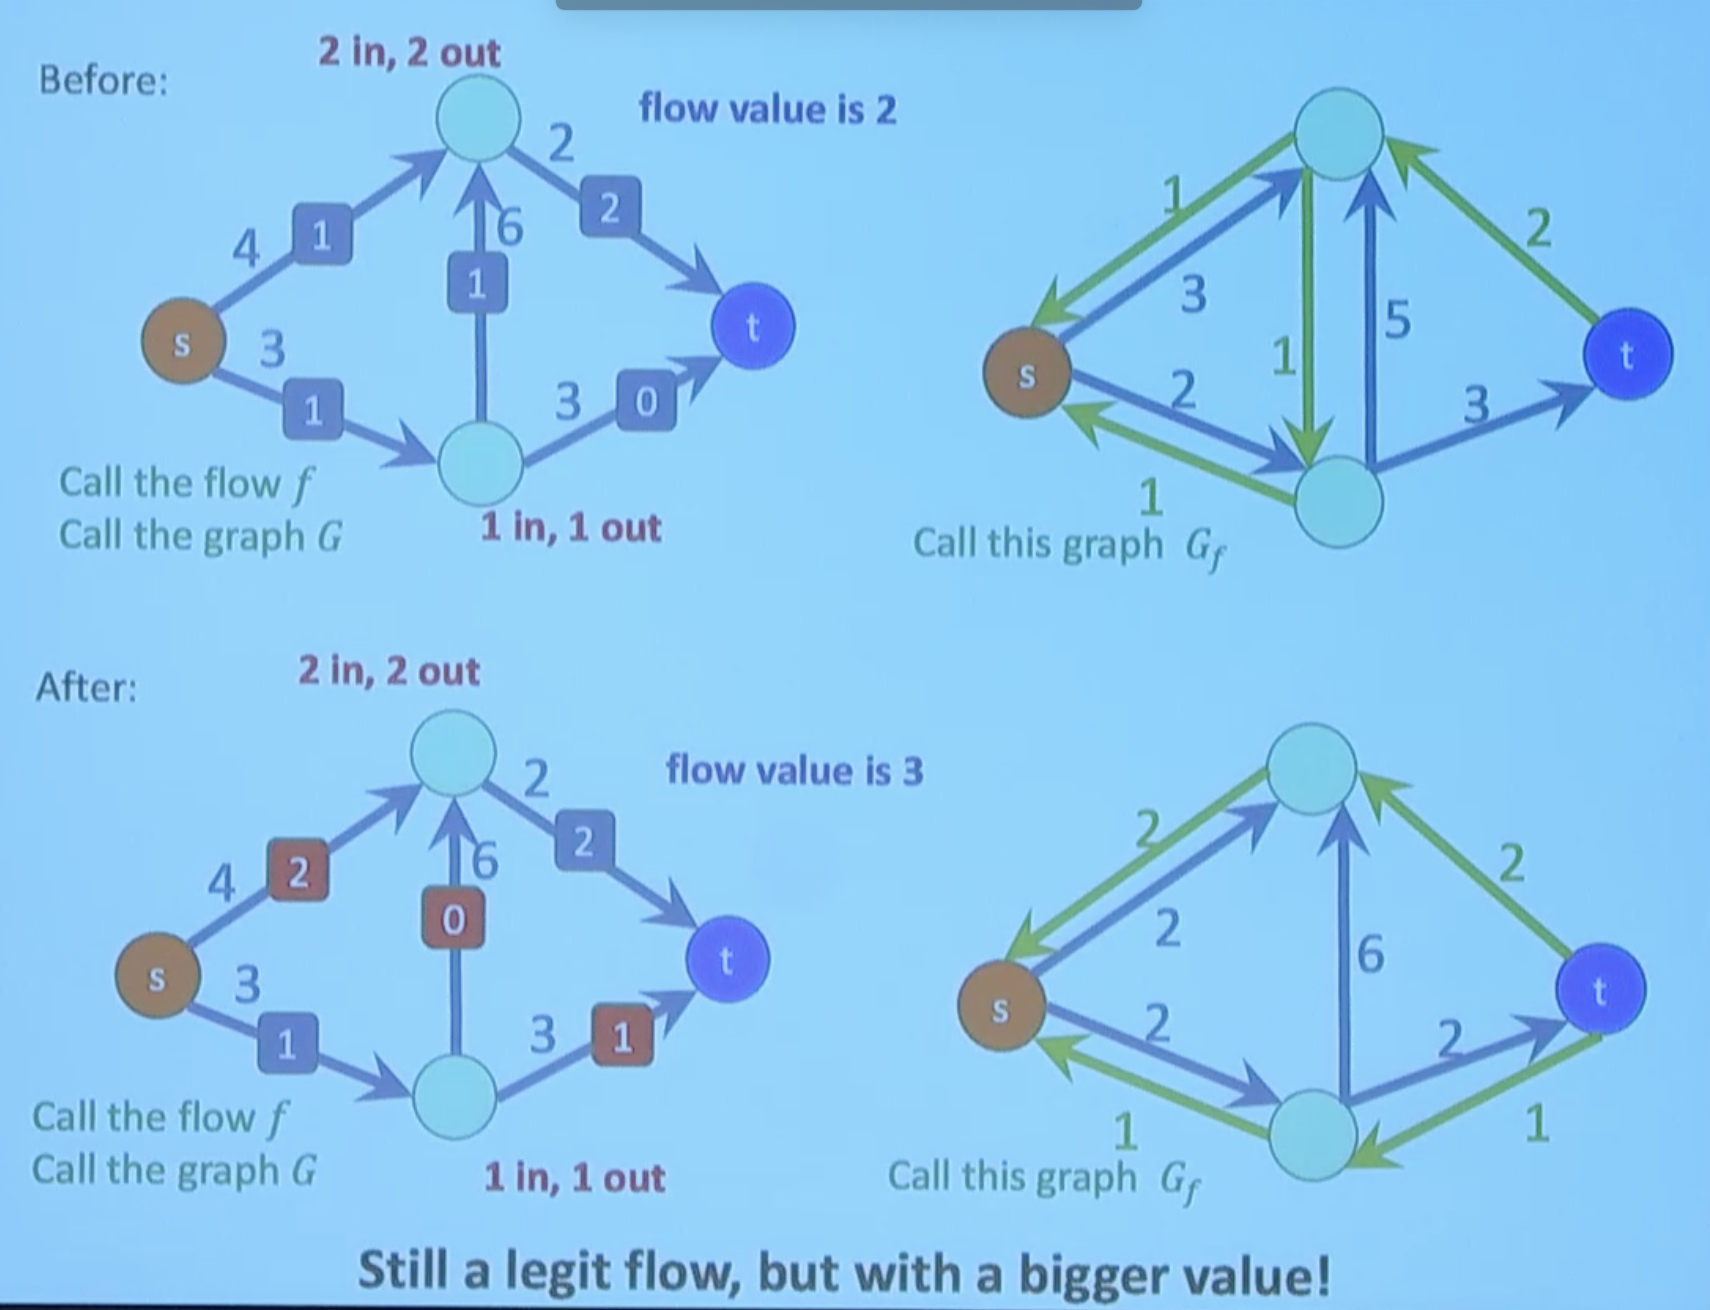 Before:
2 in, 2 out
flow value is 2
2
4
1
6
2
1
s
3
1
3
0
t
1 in, 1 out
Call the flow f
Call the graph G
1
3
2
1
5
2
3
s
t
1
Call this graph G_f
After:
2 in, 2 out
flow value is 3
2
4
2
6
2
0
s
3
1
3
1
t
1 in, 1 out
Call the flow f
Call the graph G
2
2
2
6
2
2
s
t
1
1
Call this graph G_f
Still a legit flow, but with a bigger value!